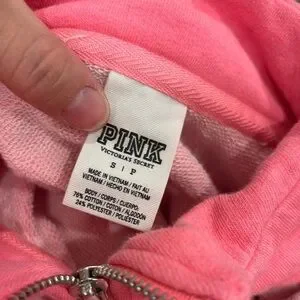 PINK
VICTORIA'S SECRET
S | P
MADE IN VIETNAM / FAIT AU
VIETNAM / HECHO EN VIETNAM
BODY / CORPS / CUERPO:
76% COTTON / COTON / ALGODÓN
24% POLYESTER / POLIÉSTER